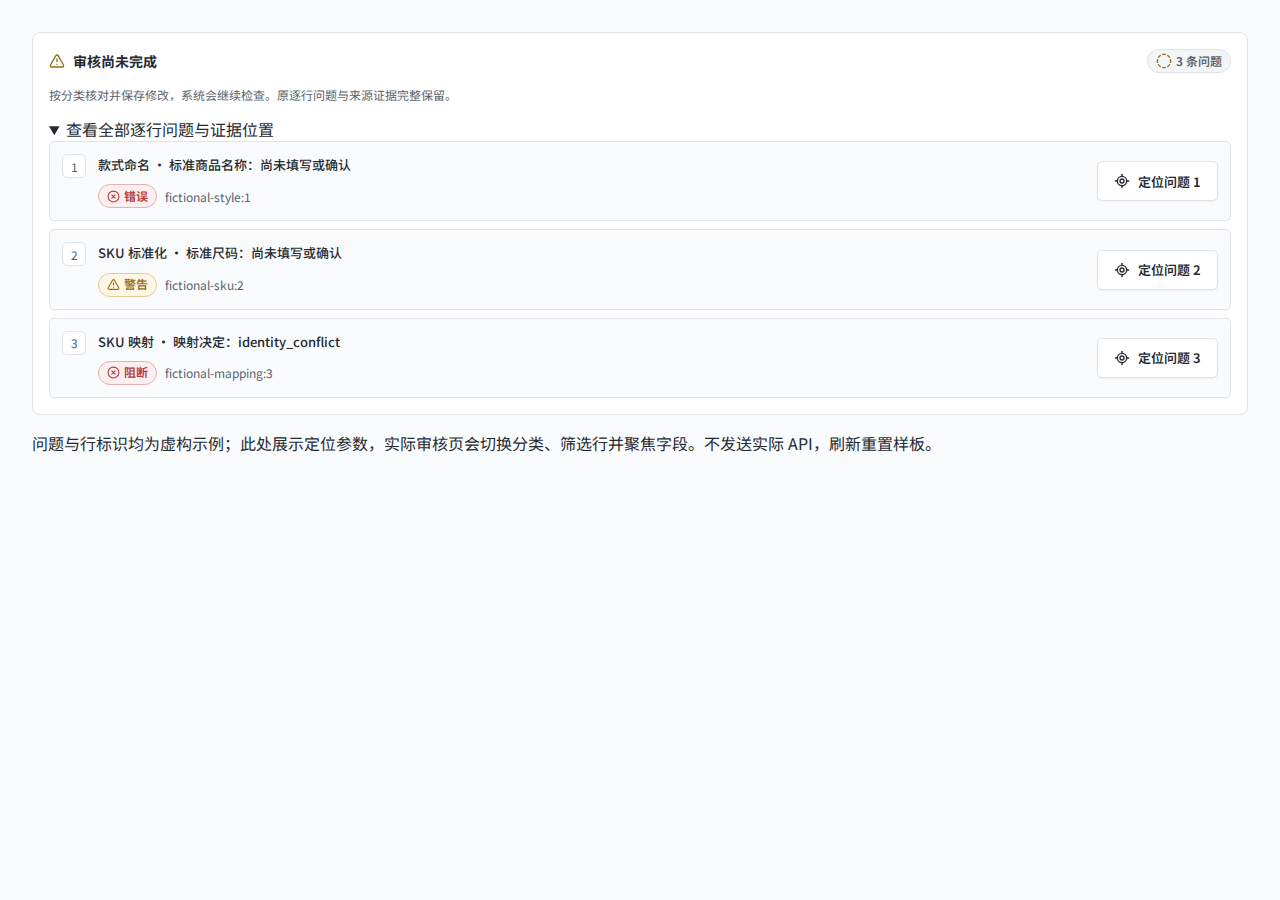 审核尚未完成
3 条问题
按分类核对并保存修改，系统会继续检查。原逐行问题与来源证据完整保留。
▼ 查看全部逐行问题与证据位置
1
款式命名 · 标准商品名称：尚未填写或确认
错误 fictional-style:1
定位问题 1
2
SKU 标准化 · 标准尺码：尚未填写或确认
警告 fictional-sku:2
定位问题 2
3
SKU 映射 · 映射决定：identity_conflict
阻断 fictional-mapping:3
定位问题 3
问题与行标识均为虚构示例；此处展示定位参数，实际审核页会切换分类、筛选行并聚焦字段。不发送实际 API，刷新重置样板。